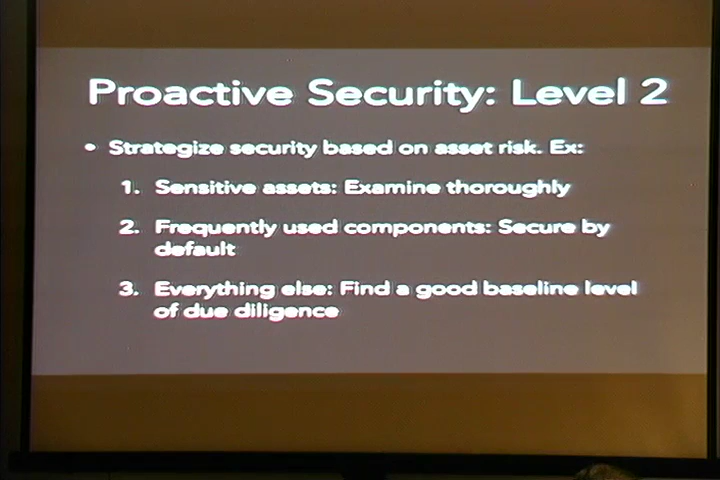 Proactive Security: Level 2
• Strategize security based on asset risk. Ex:
1. Sensitive assets: Examine thoroughly
2. Frequently used components: Secure by
default
3. Everything else: Find a good baseline level
of due diligence